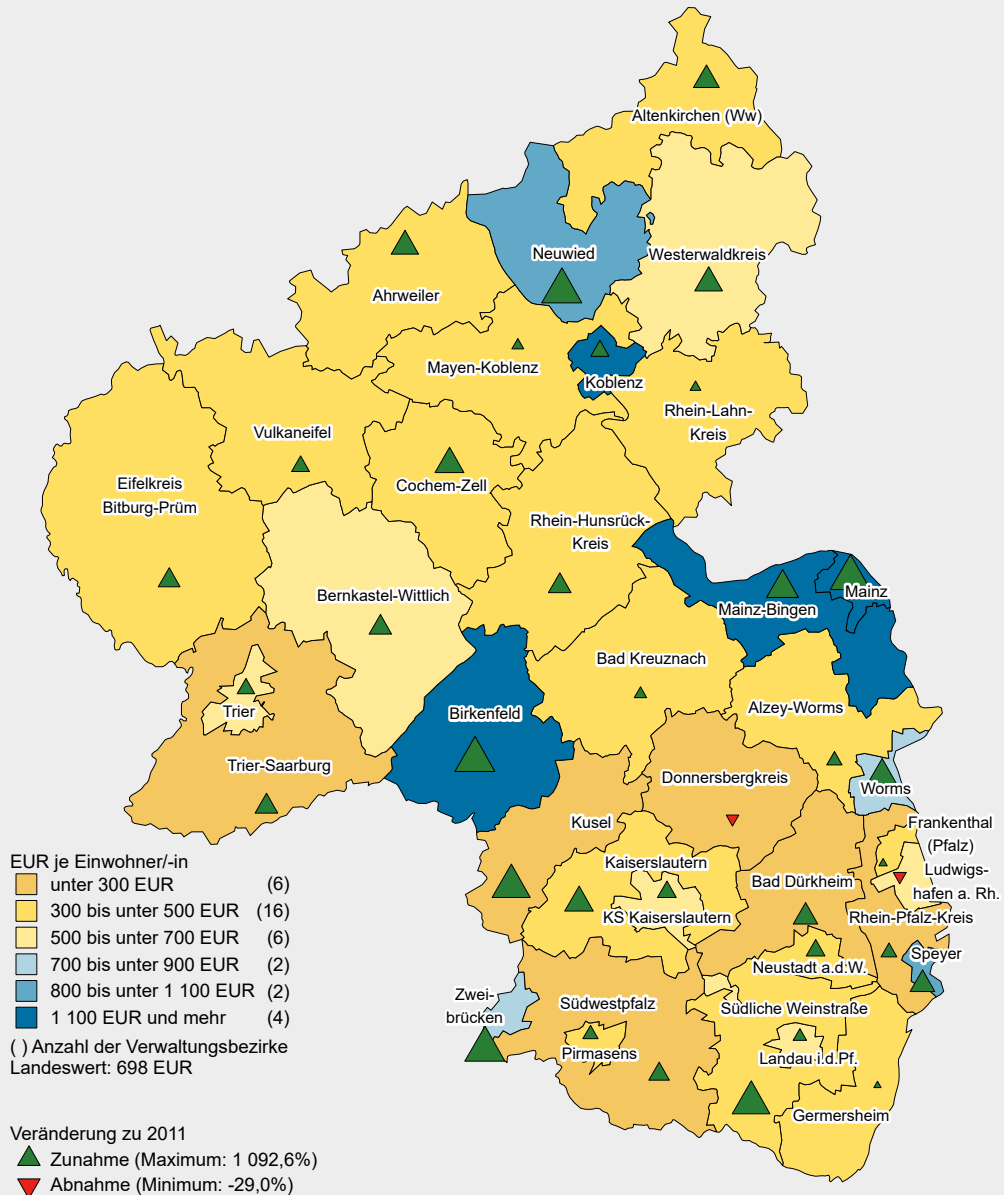 Altenkirchen (Ww)
Neuwied
Westerwaldkreis
Ahrweiler
Mayen-Koblenz
Koblenz
Rhein-Lahn-
Kreis
Vulkaneifel
Cochem-Zell
Eifelkreis
Bitburg-Prüm
Rhein-Hunsrück-
Kreis
Bernkastel-Wittlich
Mainz-Bingen
Mainz
Bad Kreuznach
Alzey-Worms
Trier
Birkenfeld
Trier-Saarburg
Donnersbergkreis
Worms
Kusel
Frankenthal
(Pfalz)
Ludwigs-
hafen a. Rh.
Kaiserslautern
Bad Dürkheim
KS Kaiserslautern
Rhein-Pfalz-Kreis
Speyer
Neustadt a.d.W.
Zwei-
brücken
Südwestpfalz
Südliche Weinstraße
Pirmasens
Landau i.d.Pf.
Germersheim
EUR je Einwohner/-in
unter 300 EUR (6)
300 bis unter 500 EUR (16)
500 bis unter 700 EUR (6)
700 bis unter 900 EUR (2)
800 bis unter 1 100 EUR (2)
1 100 EUR und mehr (4)
( ) Anzahl der Verwaltungsbezirke
Landeswert: 698 EUR
Veränderung zu 2011
Zunahme (Maximum: 1 092,6%)
Abnahme (Minimum: -29,0%)